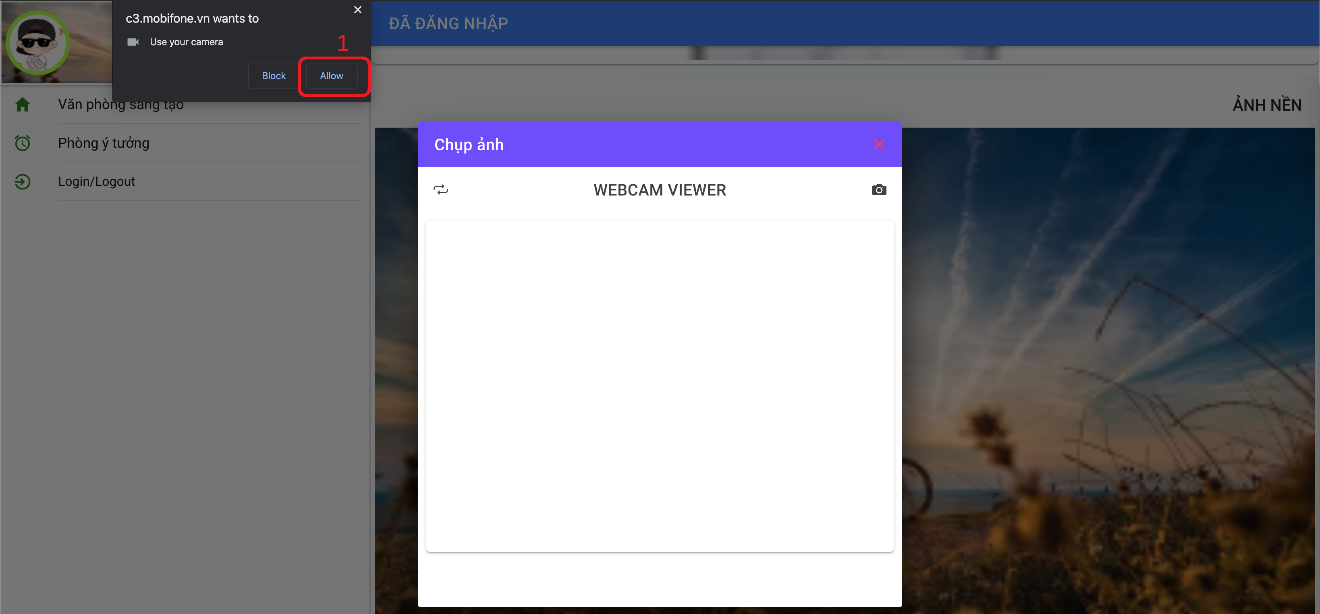 c3.mobifone.vn wants to
Use your camera
1
Block
Allow
ĐÃ ĐĂNG NHẬP
Văn phòng sáng tạo
Phòng ý tưởng
Login/Logout
ẢNH NỀN
Chụp ảnh
WEBCAM VIEWER